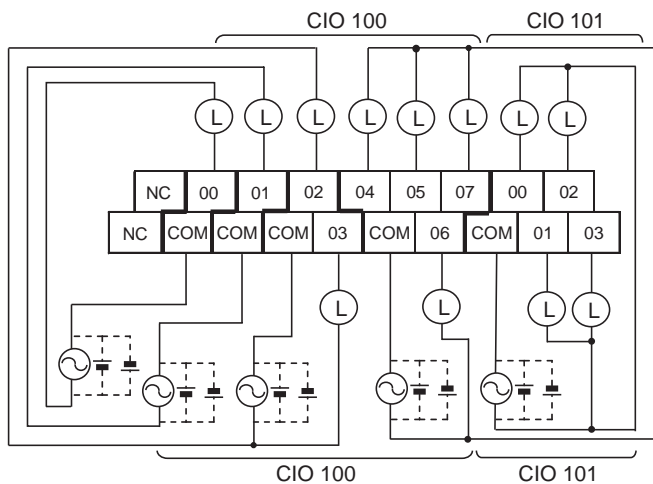 CIO 100 CIO 101
L L L L L L L L
NC 00 01 02 04 05 07 00 02
NC COM COM COM 03 COM 06 COM 01 03
L L L L
CIO 100 CIO 101